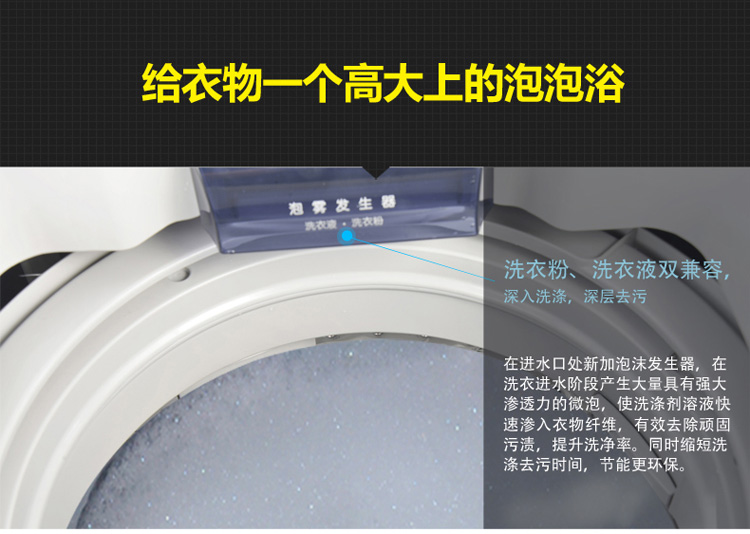 给衣物一个高大上的泡泡浴
泡雾发生器
洗衣液·洗衣粉
洗衣粉、洗衣液双兼容,
深入洗涤，深层去污
在进水口处新加泡沫发生器，在
洗衣进水阶段产生大量具有强大
渗透力的微泡，使洗涤剂溶液快
速渗入衣物纤维，有效去除顽固
污渍，提升洗净率。同时缩短洗
涤去污时间，节能更环保。